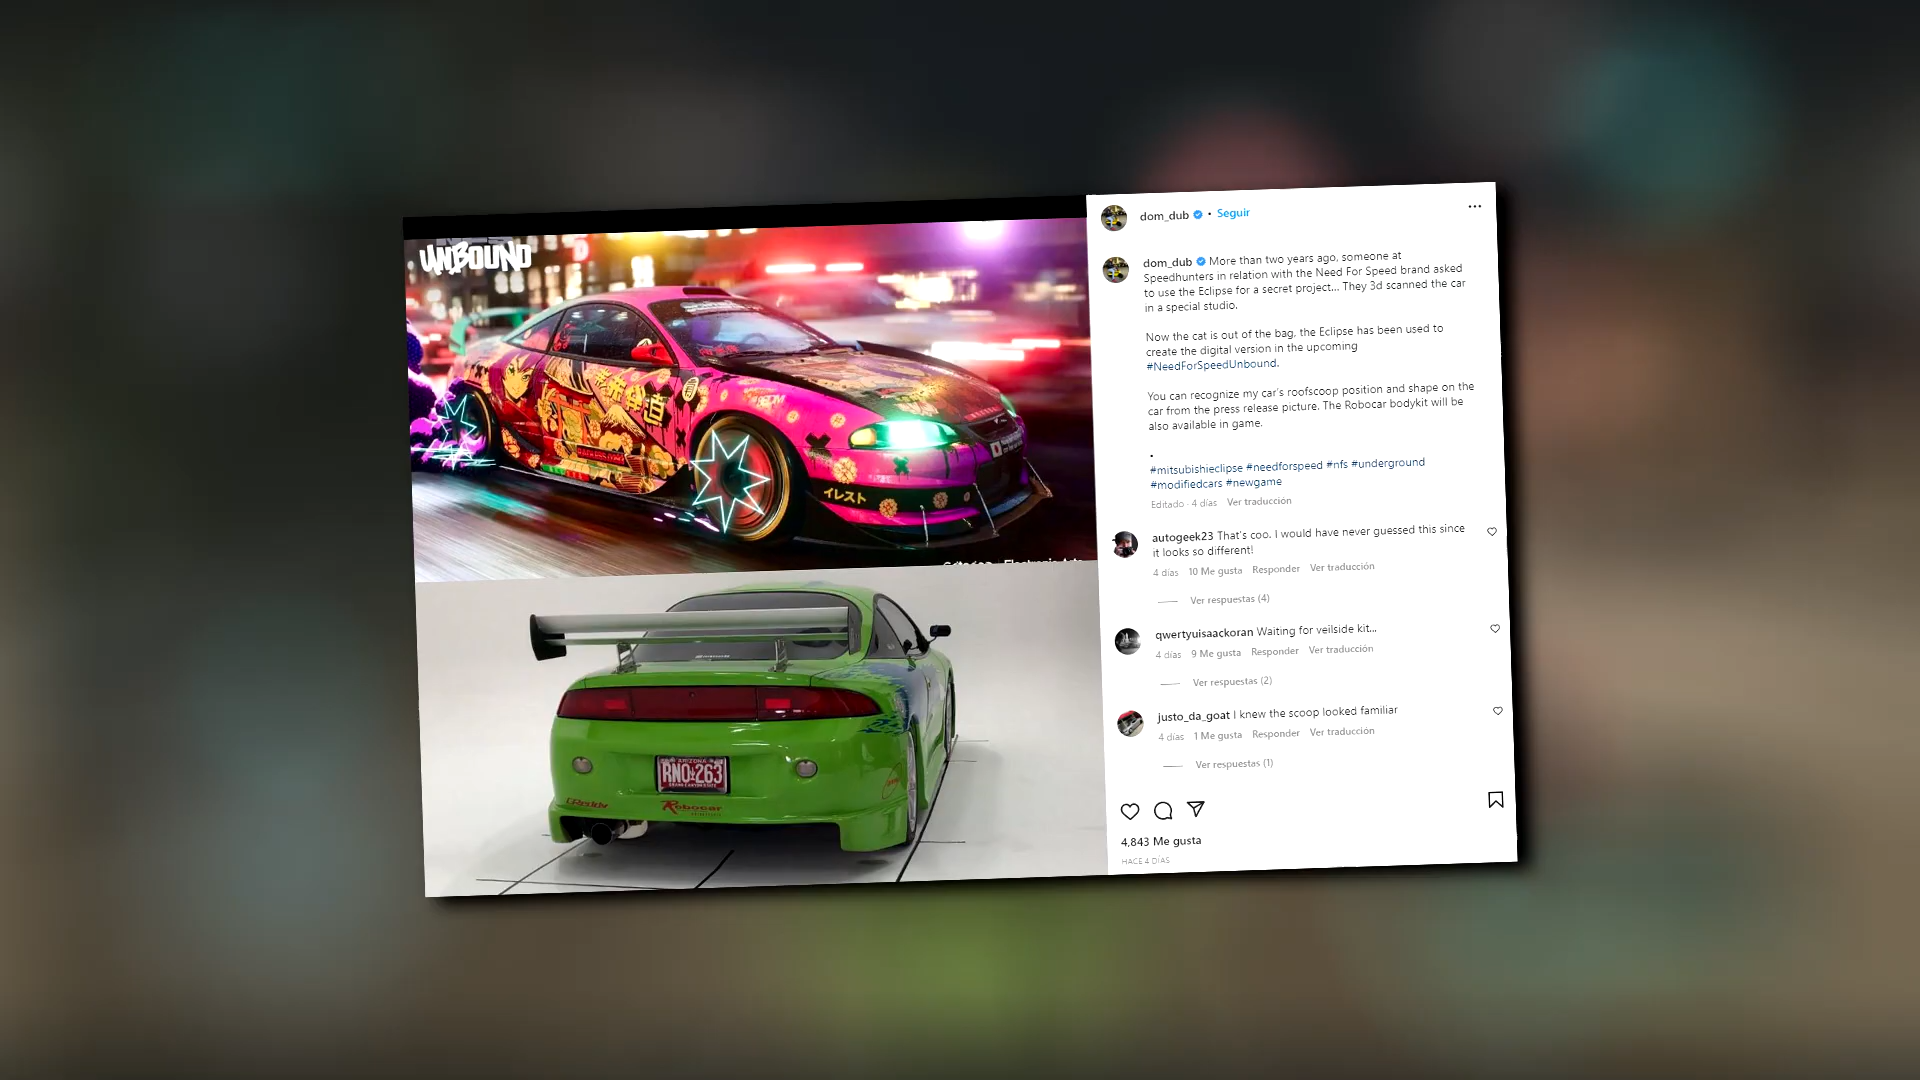 UNBOUND
イレスト
ARIZONA
RNO 263
GReddy
Robocar
dom_dub • Seguir
dom_dub More than two years ago, someone at
Speedhunters in relation with the Need For Speed brand asked
to use the Eclipse for a secret project... They 3d scanned the car
in a special studio.
Now the cat is out of the bag, the Eclipse has been used to
create the digital version in the upcoming
#NeedForSpeedUnbound.
You can recognize my car's roofscoop position and shape on the
car from the press release picture. The Robocar bodykit will be
also available in game.
.
#mitsubishieclipse #needforspeed #nfs #underground
#modifiedcars #newgame
Editado · 4 días Ver traducción
autogeek23 That's coo. I would have never guessed this since
it looks so different!
4 días 10 Me gusta Responder Ver traducción
Ver respuestas (4)
qwertyuisaackoran Waiting for veilside kit...
4 días 9 Me gusta Responder Ver traducción
Ver respuestas (2)
justo_da_goat I knew the scoop looked familiar
4 días 1 Me gusta Responder Ver traducción
Ver respuestas (1)
4,843 Me gusta
HACE 4 DÍAS